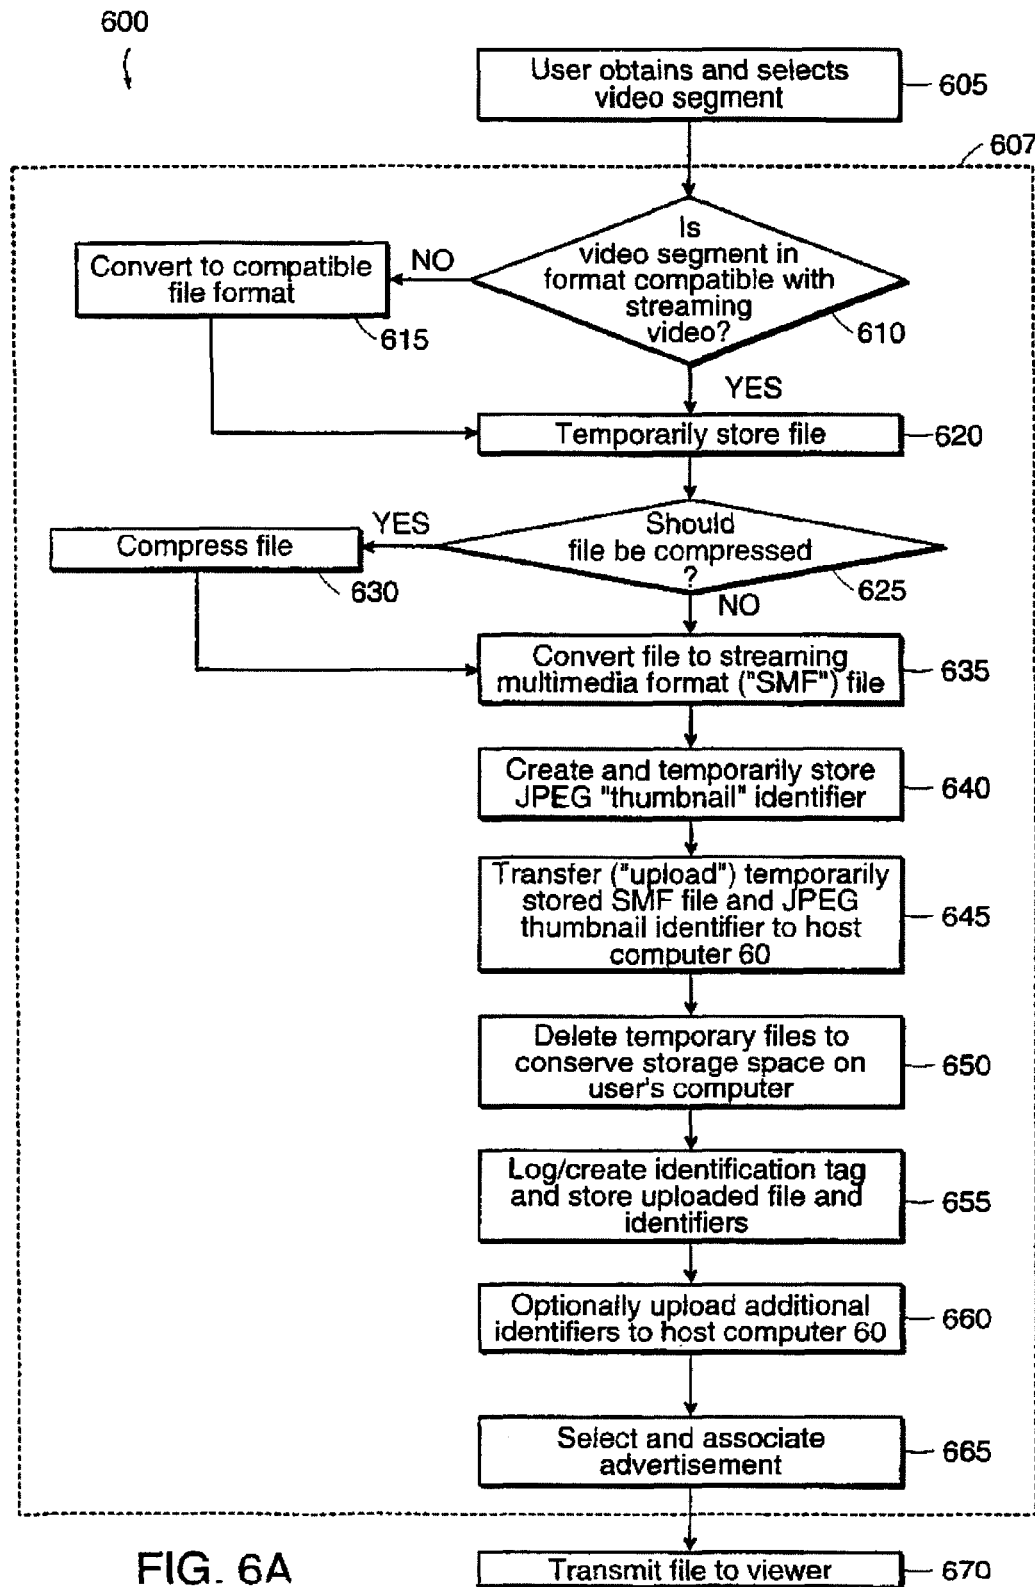 600
User obtains and selects
video segment
605
607
Is
video segment in
format compatible with
streaming
video?
610
NO
Convert to compatible
file format
615
YES
Temporarily store file
620
Should
file be compressed
?
625
YES
Compress file
630
NO
Convert file to streaming
multimedia format ("SMF") file
635
Create and temporarily store
JPEG "thumbnail" identifier
640
Transfer ("upload") temporarily
stored SMF file and JPEG
thumbnail identifier to host
computer 60
645
Delete temporary files to
conserve storage space on
user's computer
650
Log/create identification tag
and store uploaded file and
identifiers
655
Optionally upload additional
identifiers to host computer 60
660
Select and associate
advertisement
665
Transmit file to viewer
670
FIG. 6A